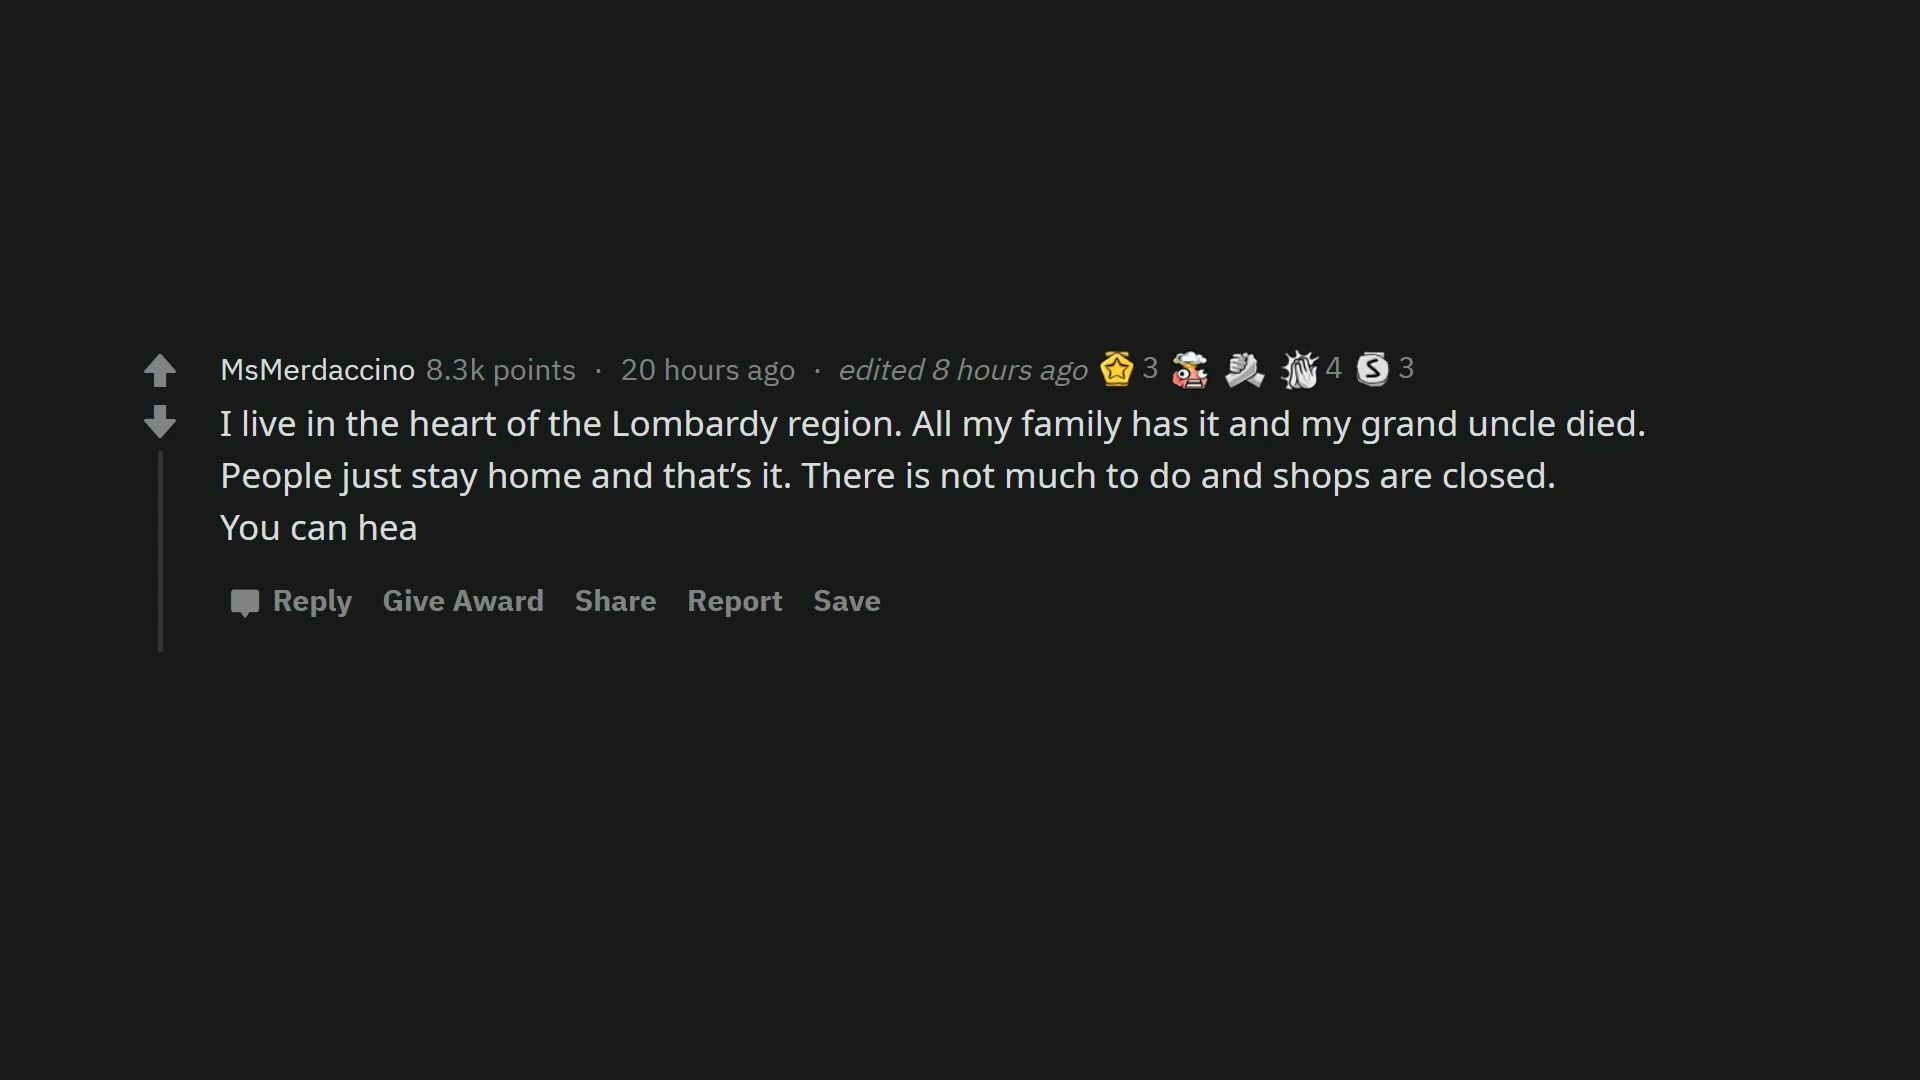 MsMerdaccino 8.3k points · 20 hours ago · edited 8 hours ago 3 4 S 3
I live in the heart of the Lombardy region. All my family has it and my grand uncle died.
People just stay home and that’s it. There is not much to do and shops are closed.
You can hea
Reply Give Award Share Report Save